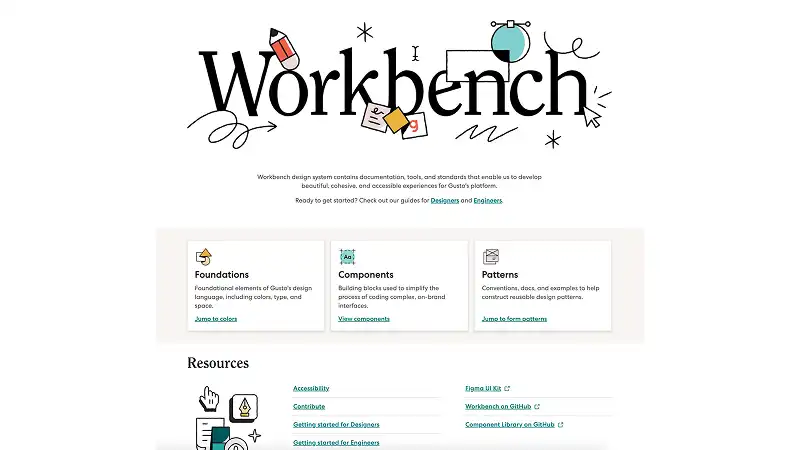 Workbench
g
Workbench design system contains documentation, tools, and standards that enable us to develop
beautiful, cohesive, and accessible experiences for Gusto's platform.
Ready to get started? Check out our guides for Designers and Engineers.
Aa
Foundations
Foundational elements of Gusto's design
language, including colors, type, and
space.
Jump to colors
Components
Building blocks used to simplify the
process of coding complex, on-brand
interfaces.
View components
Patterns
Conventions, docs, and examples to help
construct reusable design patterns.
Jump to form patterns
Resources
Accessibility
Contribute
Getting started for Designers
Getting started for Engineers
Figma UI Kit
Workbench on GitHub
Component Library on GitHub